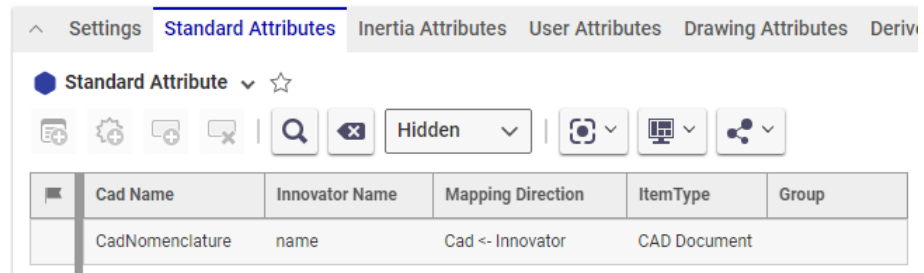 Settings Standard Attributes Inertia Attributes User Attributes Drawing Attributes Derive
Standard Attribute
Hidden
Cad Name Innovator Name Mapping Direction ItemType Group
CadNomenclature name Cad <- Innovator CAD Document